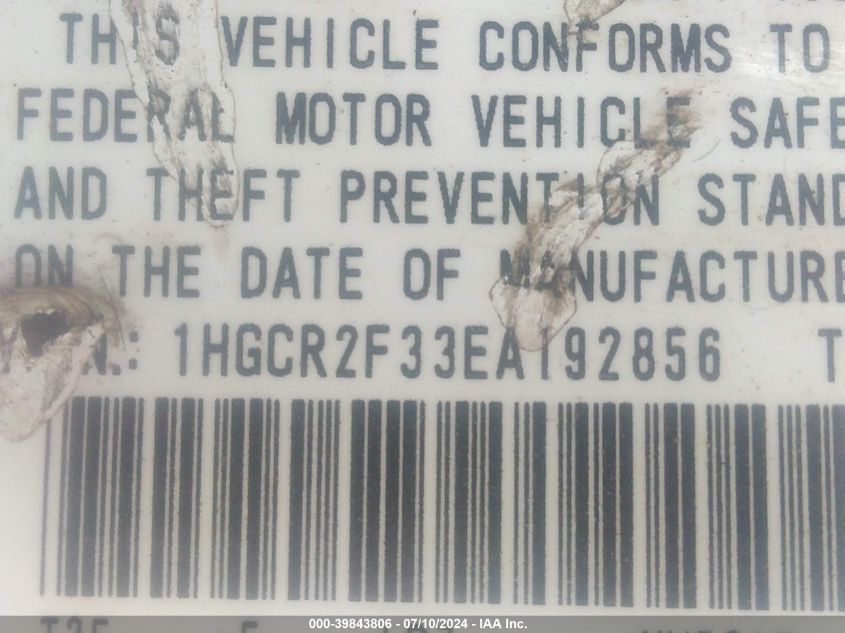 THIS VEHICLE CONFORMS TO
FEDERAL MOTOR VEHICLE SAFE
AND THEFT PREVENTION STAND
ON THE DATE OF MANUFACTURE
N.: 1HGCR2F33EA192856 T
000-39843806 - 07/10/2024 - IAA Inc.